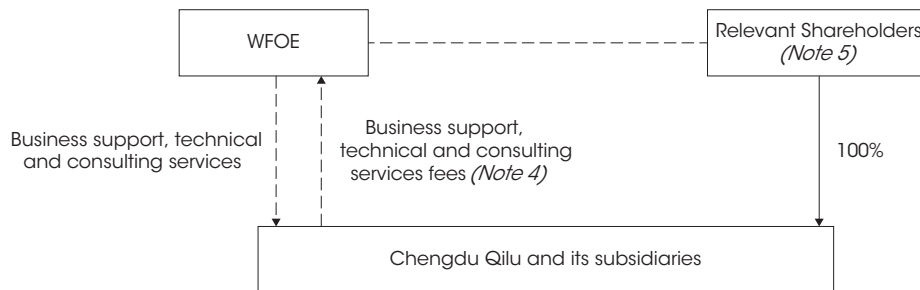 WFOE
Relevant Shareholders
(Note 5)
Business support, technical
and consulting services
Business support,
technical and consulting
services fees (Note 4)
100%
Chengdu Qilu and its subsidiaries